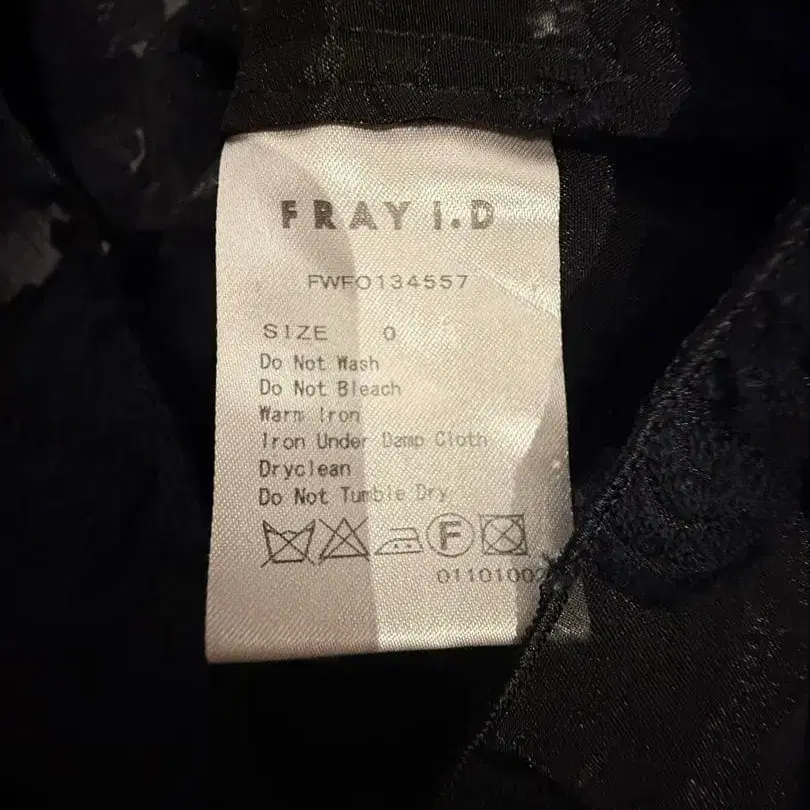 FRAY I.D
FWFO134557
SIZE 0
Do Not Wash
Do Not Bleach
Warm Iron
Iron Under Damp Cloth
Dryclean
Do Not Tumble Dry
F